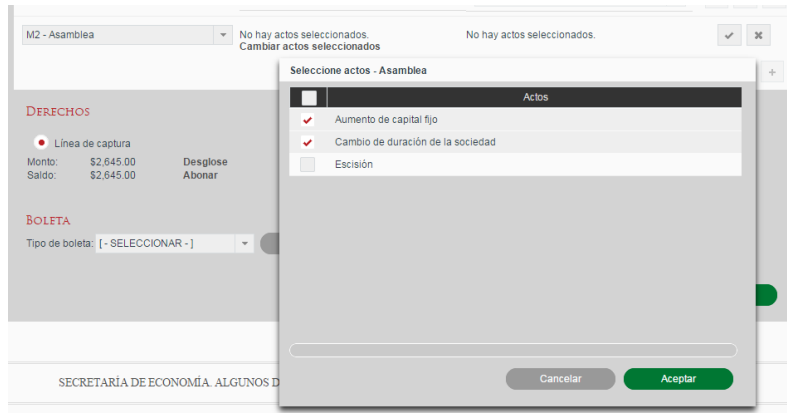 M2 - Asamblea
No hay actos seleccionados.
Cambiar actos seleccionados
No hay actos seleccionados.
Seleccione actos - Asamblea
Actos
Aumento de capital fijo
Cambio de duración de la sociedad
Escisión
Cancelar
Aceptar
DERECHOS
Línea de captura
Monto: $2,645.00 Desglose
Saldo: $2,645.00 Abonar
BOLETA
Tipo de boleta: [ - SELECCIONAR - ]
SECRETARÍA DE ECONOMÍA. ALGUNOS D